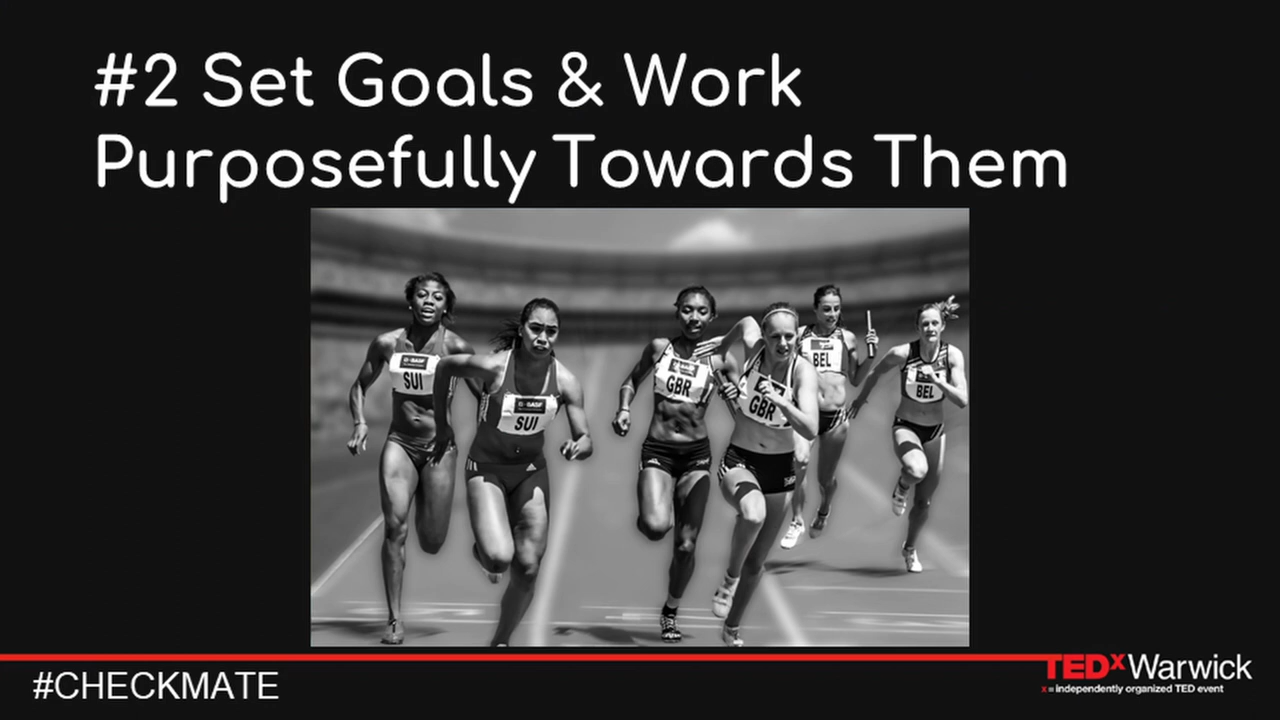 #2 Set Goals & Work
Purposefully Towards Them
SUI
SUI
GBR
GBR
BEL
BEL
#CHECKMATE
TEDxWarwick
x = independently organized TED event